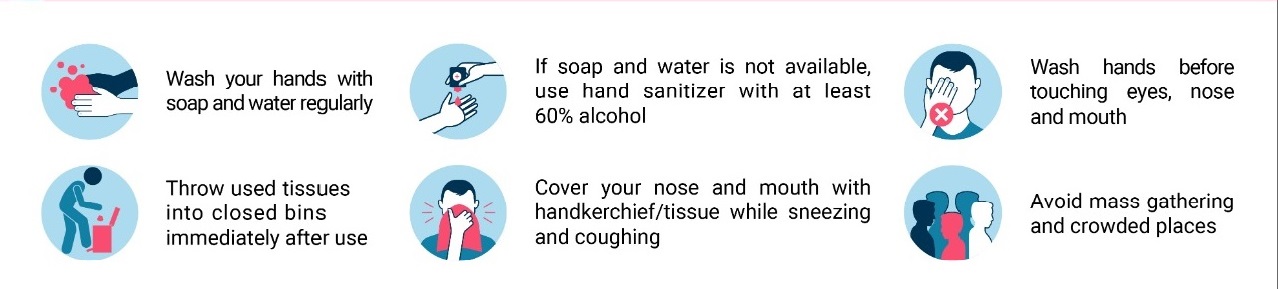 Wash your hands with
soap and water regularly
If soap and water is not available,
use hand sanitizer with at least
60% alcohol
Wash hands before
touching eyes, nose
and mouth
Throw used tissues
into closed bins
immediately after use
Cover your nose and mouth with
handkerchief/tissue while sneezing
and coughing
Avoid mass gathering
and crowded places